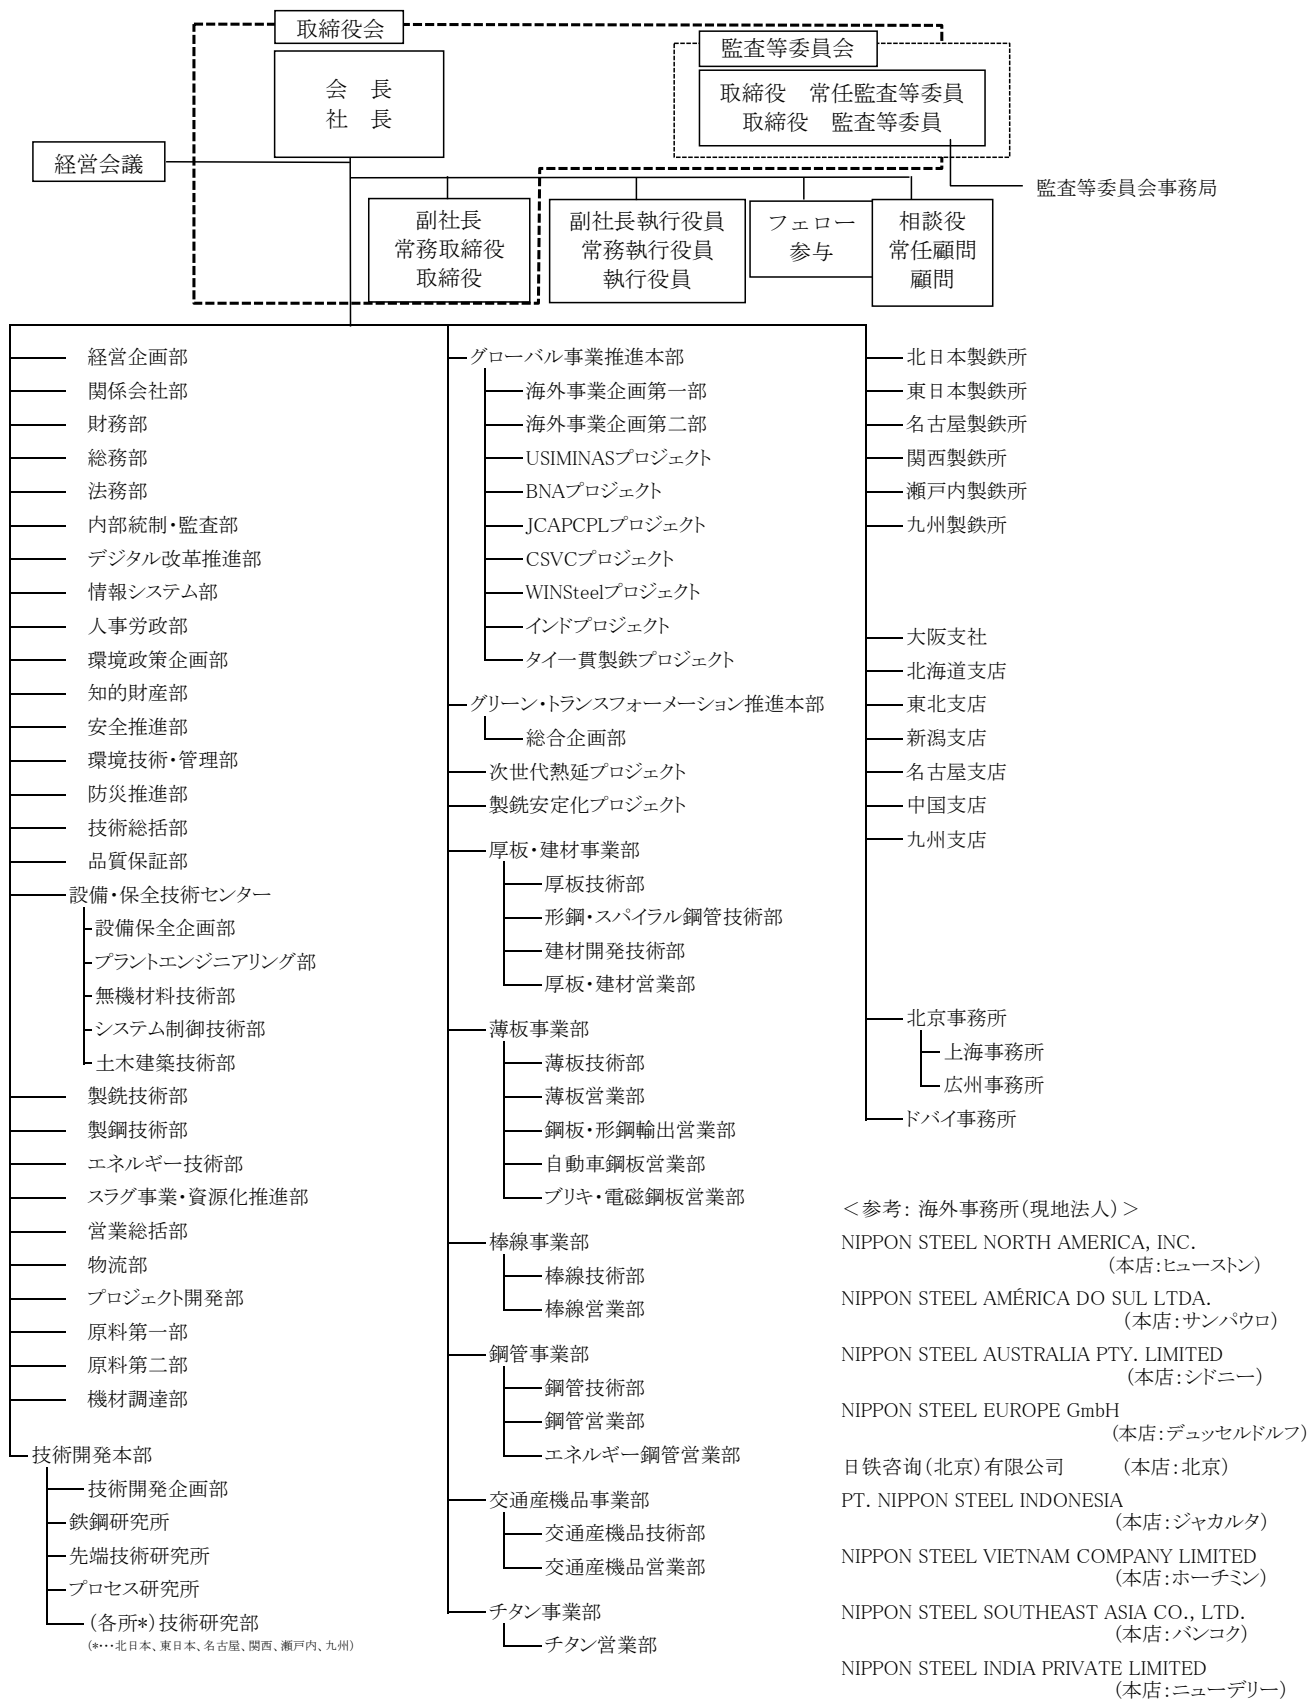 取締役会
会　長
社　長
監査等委員会
取締役　常任監査等委員
取締役　監査等委員
経営会議
監査等委員会事務局
副社長
常務取締役
取締役
副社長執行役員
常務執行役員
執行役員
フェロー
参与
相談役
常任顧問
顧問
経営企画部
関係会社部
財務部
総務部
法務部
内部統制・監査部
デジタル改革推進部
情報システム部
人事労政部
環境政策企画部
知的財産部
安全推進部
環境技術・管理部
防災推進部
技術総括部
品質保証部
設備・保全技術センター
設備保全企画部
プラントエンジニアリング部
無機材料技術部
システム制御技術部
土木建築技術部
製銑技術部
製鋼技術部
エネルギー技術部
スラグ事業・資源化推進部
営業総括部
物流部
プロジェクト開発部
原料第一部
原料第二部
機材調達部
技術開発本部
技術開発企画部
鉄鋼研究所
先端技術研究所
プロセス研究所
（各所*）技術研究部
（*・・・北日本、東日本、名古屋、関西、瀬戸内、九州）
グローバル事業推進本部
海外事業企画第一部
海外事業企画第二部
USIMINASプロジェクト
BNAプロジェクト
JCAPCPLプロジェクト
CSVCプロジェクト
WINSteelプロジェクト
インドプロジェクト
タイ一貫製鉄プロジェクト
グリーン・トランスフォーメーション推進本部
総合企画部
次世代熱延プロジェクト
製銑安定化プロジェクト
厚板・建材事業部
厚板技術部
形鋼・スパイラル鋼管技術部
建材開発技術部
厚板・建材営業部
薄板事業部
薄板技術部
薄板営業部
鋼板・形鋼輸出営業部
自動車鋼板営業部
ブリキ・電磁鋼板営業部
棒線事業部
棒線技術部
棒線営業部
鋼管事業部
鋼管技術部
鋼管営業部
エネルギー鋼管営業部
交通産機品事業部
交通産機品技術部
交通産機品営業部
チタン事業部
チタン営業部
北日本製鉄所
東日本製鉄所
名古屋製鉄所
関西製鉄所
瀬戸内製鉄所
九州製鉄所
大阪支社
北海道支店
東北支店
新潟支店
名古屋支店
中国支店
九州支店
北京事務所
上海事務所
広州事務所
ドバイ事務所
＜参考：海外事務所（現地法人）＞
NIPPON STEEL NORTH AMERICA, INC.
（本店：ヒューストン）
NIPPON STEEL AMÉRICA DO SUL LTDA.
（本店：サンパウロ）
NIPPON STEEL AUSTRALIA PTY. LIMITED
（本店：シドニー）
NIPPON STEEL EUROPE GmbH
（本店：デュッセルドルフ）
日铁咨询（北京）有限公司　（本店：北京）
PT. NIPPON STEEL INDONESIA
（本店：ジャカルタ）
NIPPON STEEL VIETNAM COMPANY LIMITED
（本店：ホーチミン）
NIPPON STEEL SOUTHEAST ASIA CO., LTD.
（本店：バンコク）
NIPPON STEEL INDIA PRIVATE LIMITED
（本店：ニューデリー）